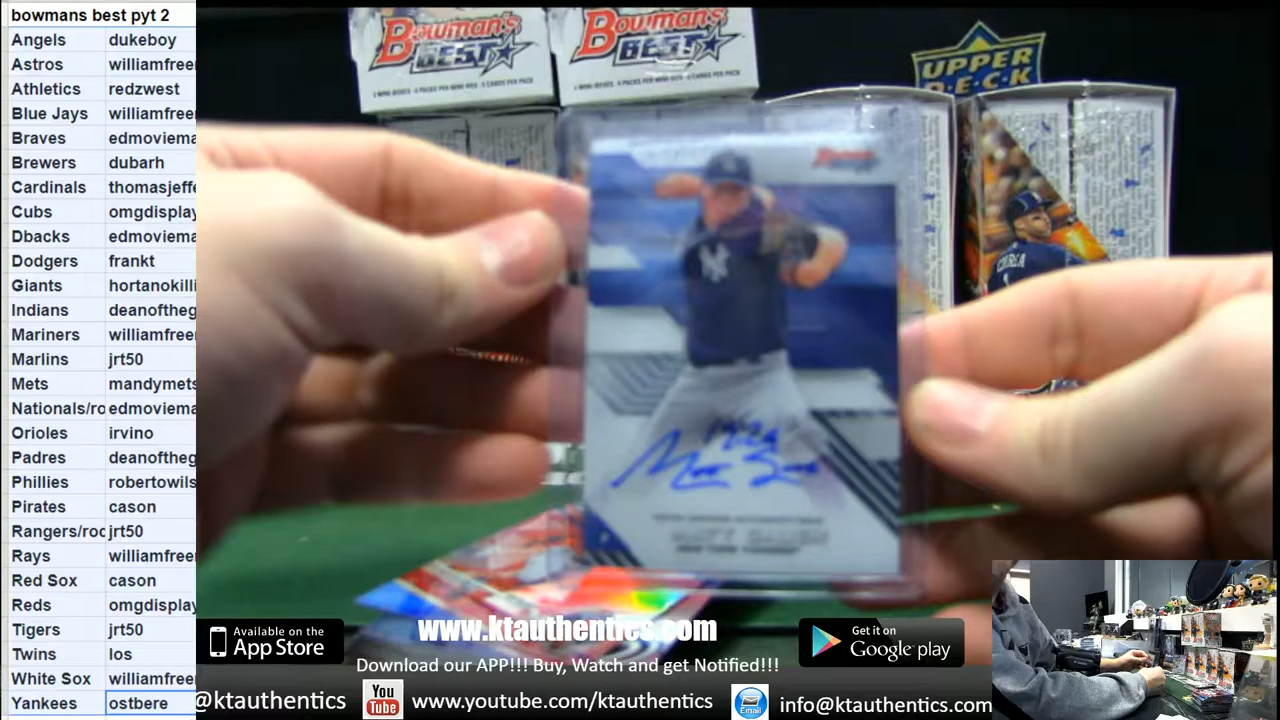 bowmans best pyt 2
Angels dukeboy
Astros williamfree
Athletics redzwest
Blue Jays williamfree
Braves edmoviema
Brewers dubarh
Cardinals thomasjeffe
Cubs omgdisplay
Dbacks edmoviema
Dodgers frankt
Giants hortanokilli
Indians deanoftheg
Mariners williamfree
Marlins jrt50
Mets mandymets
Nationals/ro edmoviema
Orioles irvino
Padres deanoftheg
Phillies robertowils
Pirates cason
Rangers/roc jrt50
Rays williamfree
Red Sox cason
Reds omgdisplay
Tigers jrt50
Twins los
White Sox williamfree
Yankees ostbere
Bowman's
BEST
Bowman's
BEST
UPPER
D.E.C.K
CORREA
NEW YORK YANKEES
www.ktauthentics.com
Available on the
App Store
Get it on
Google play
Download our APP!!! Buy, Watch and get Notified!!!
@ktauthentics
You
Tube
www.youtube.com/ktauthentics
Email
info@ktauthentics.com